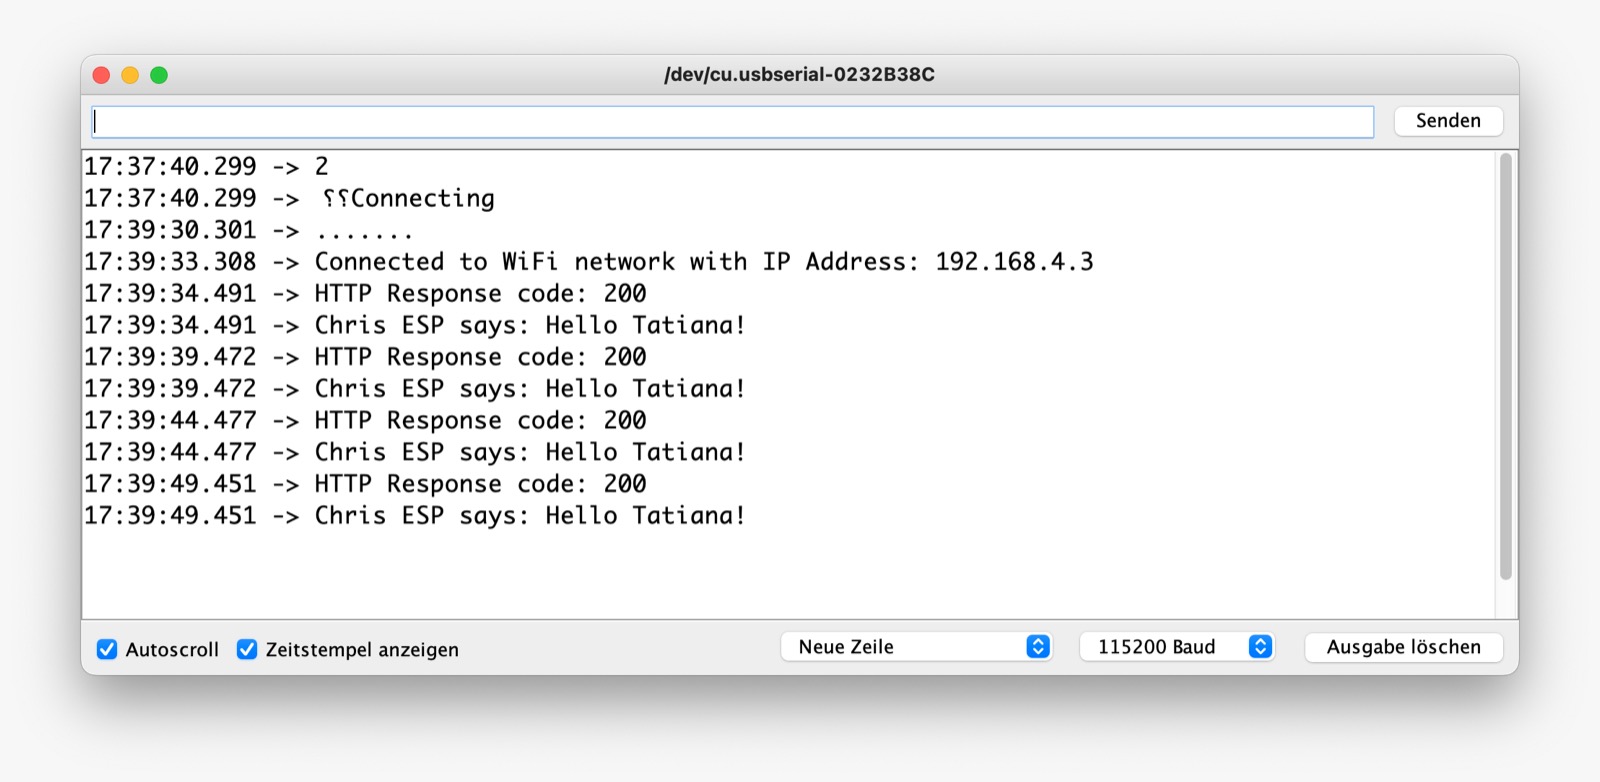 /dev/cu.usbserial-0232B38C
Senden
17:37:40.299 -> 2
17:37:40.299 -> ⸮⸮Connecting
17:39:30.301 -> .......
17:39:33.308 -> Connected to WiFi network with IP Address: 192.168.4.3
17:39:34.491 -> HTTP Response code: 200
17:39:34.491 -> Chris ESP says: Hello Tatiana!
17:39:39.472 -> HTTP Response code: 200
17:39:39.472 -> Chris ESP says: Hello Tatiana!
17:39:44.477 -> HTTP Response code: 200
17:39:44.477 -> Chris ESP says: Hello Tatiana!
17:39:49.451 -> HTTP Response code: 200
17:39:49.451 -> Chris ESP says: Hello Tatiana!
Autoscroll Zeitstempel anzeigen Neue Zeile 115200 Baud Ausgabe löschen